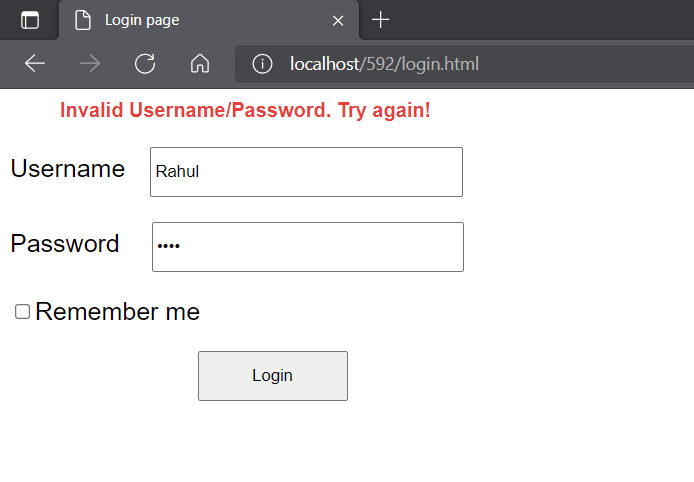 Login page
localhost/592/login.html
Invalid Username/Password. Try again!
Username Rahul
Password ••••
Remember me
Login